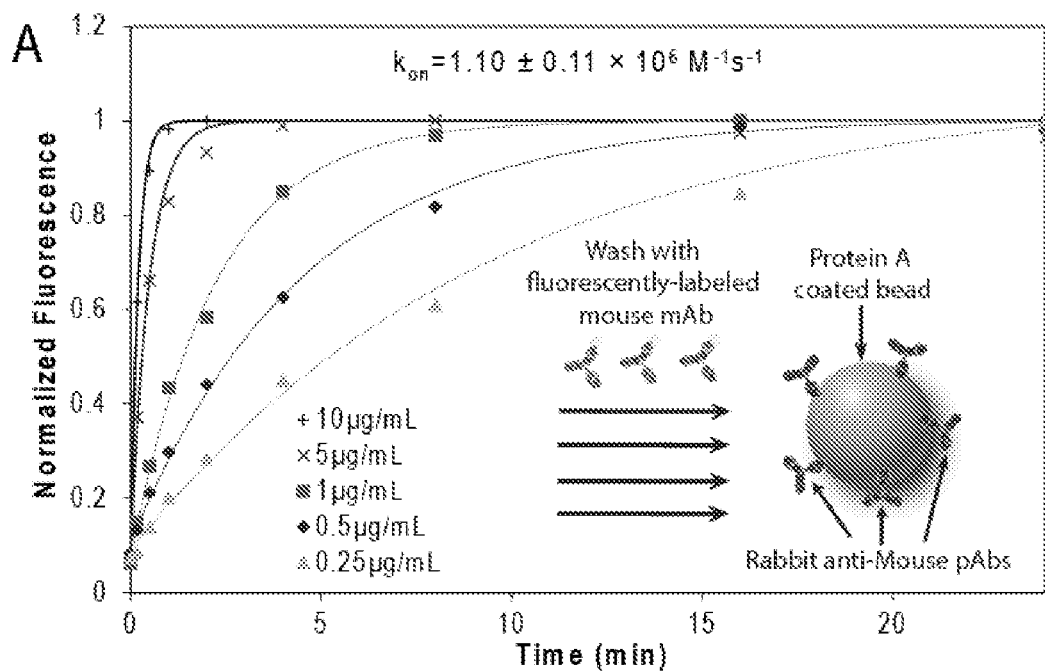 A
k_on=1.10 ± 0.11 × 10⁶ M⁻¹s⁻¹
Normalized Fluorescence
1.2
1
0.8
0.6
0.4
0.2
0
Wash with
fluorescently-labeled
mouse mAb
Protein A
coated bead
+ 10µg/mL
× 5µg/mL
■ 1µg/mL
◆ 0.5µg/mL
▲ 0.25µg/mL
Rabbit anti-Mouse pAbs
0 5 10 15 20
Time (min)